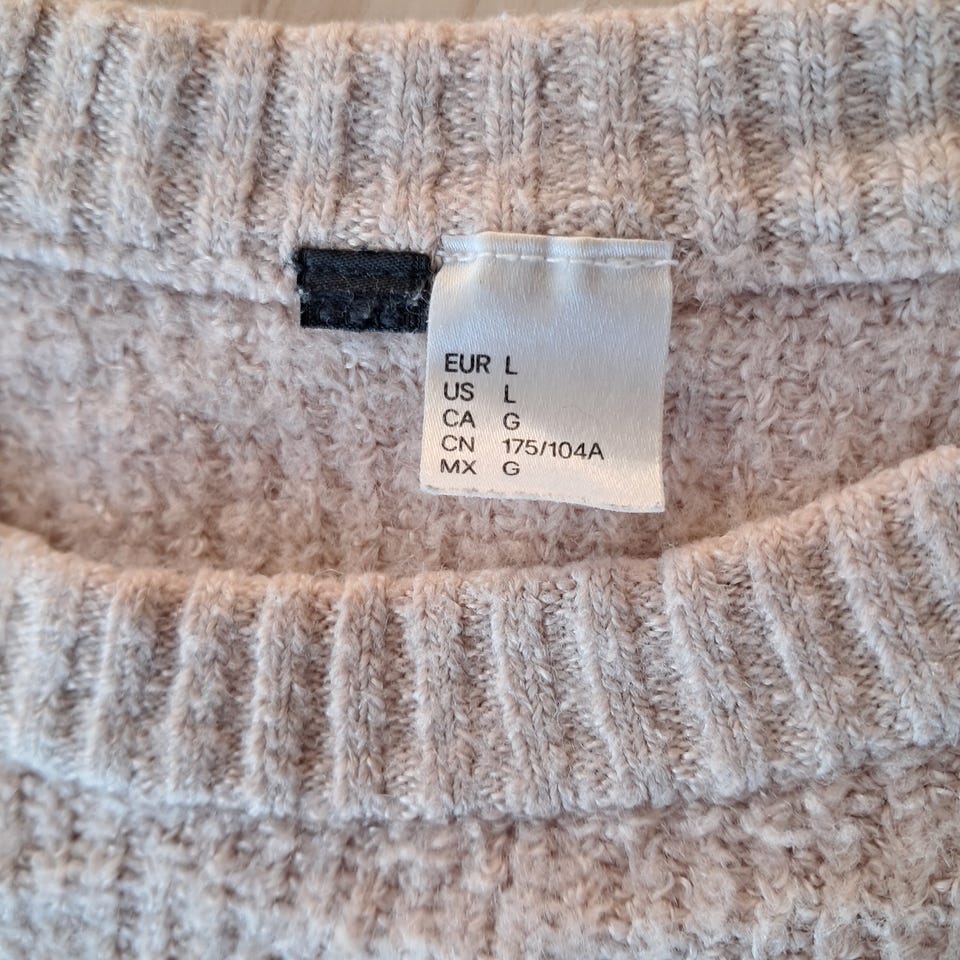 EUR L
US L
CA G
CN 175/104A
MX G